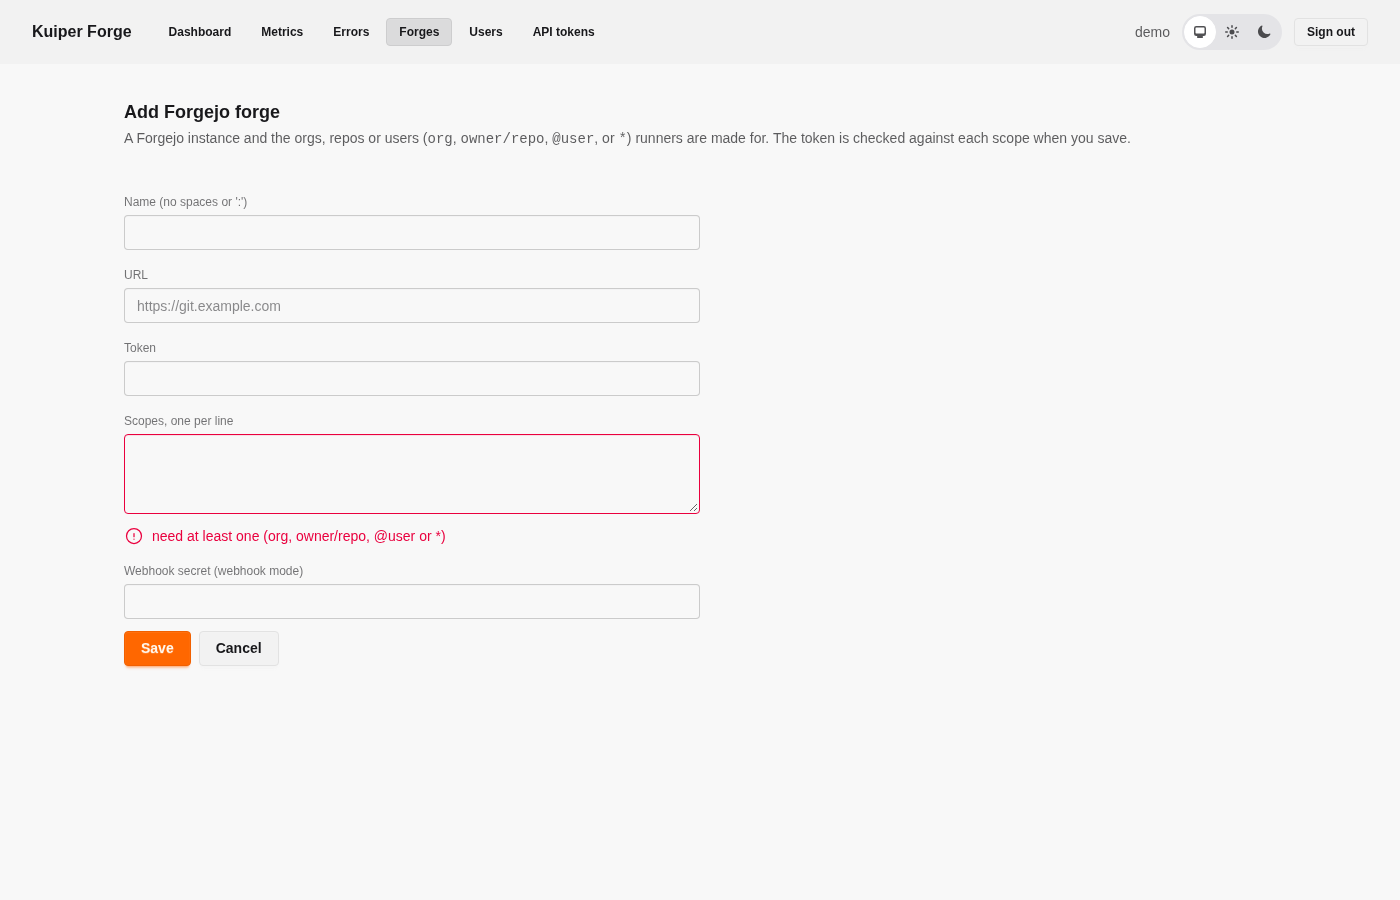 Kuiper Forge Dashboard Metrics Errors Forges Users API tokens demo Sign out
Add Forgejo forge
A Forgejo instance and the orgs, repos or users (org, owner/repo, @user, or *) runners are made for. The token is checked against each scope when you save.
Name (no spaces or ':')
URL
https://git.example.com
Token
Scopes, one per line
need at least one (org, owner/repo, @user or *)
Webhook secret (webhook mode)
Save Cancel